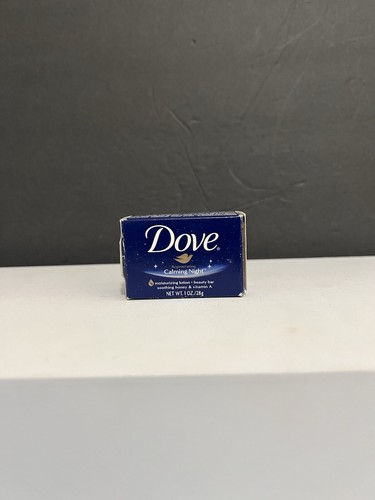 Dove
Calming Night
moisturizing lotion • beauty bar
soothing honey & vitamin A
NET WT. 1 OZ./28g